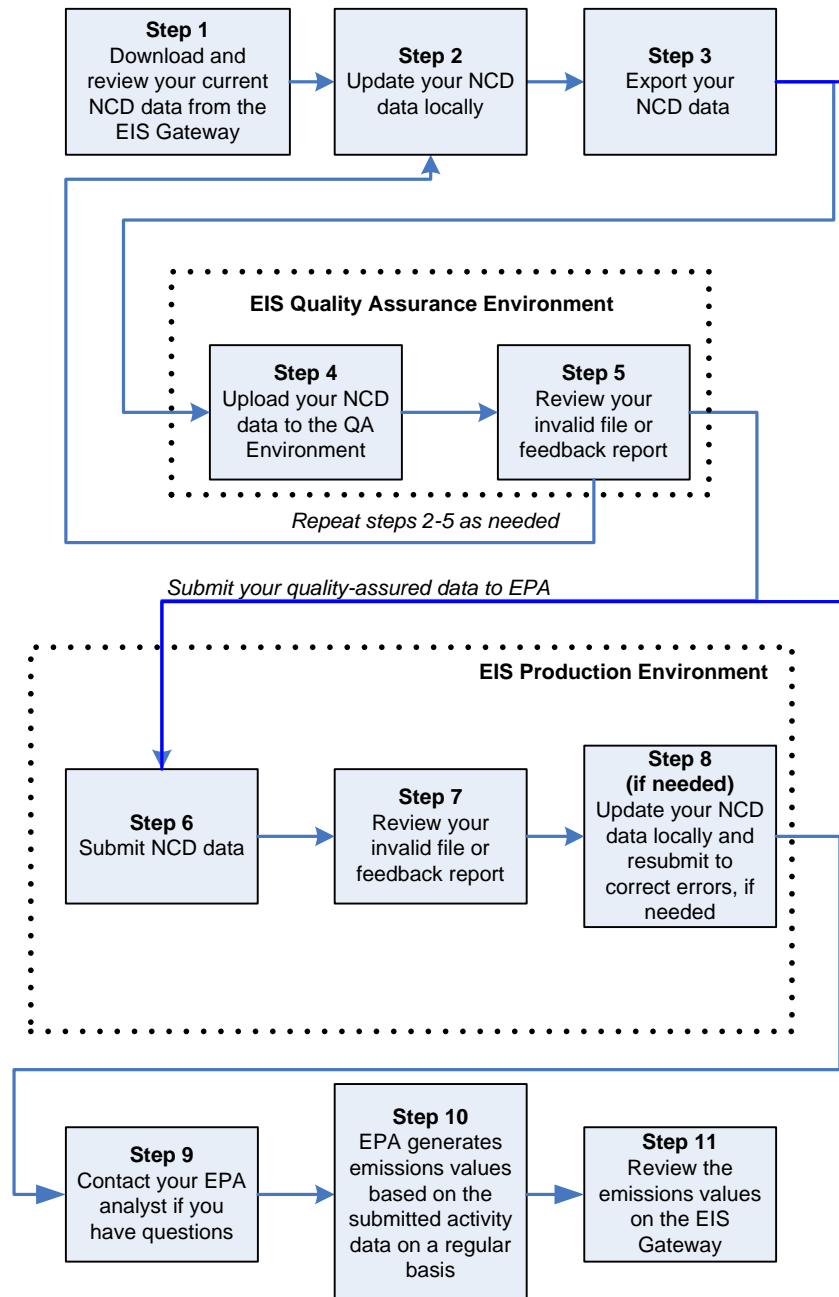 Step 1
Download and
review your current
NCD data from the
EIS Gateway
Step 2
Update your NCD
data locally
Step 3
Export your
NCD data
EIS Quality Assurance Environment
Step 4
Upload your NCD
data to the QA
Environment
Step 5
Review your
invalid file or
feedback report
Repeat steps 2-5 as needed
Submit your quality-assured data to EPA
EIS Production Environment
Step 6
Submit NCD data
Step 7
Review your
invalid file or
feedback report
Step 8
(if needed)
Update your NCD
data locally and
resubmit to
correct errors, if
needed
Step 9
Contact your EPA
analyst if you
have questions
Step 10
EPA generates
emissions values
based on the
submitted activity
data on a regular
basis
Step 11
Review the
emissions values
on the EIS
Gateway